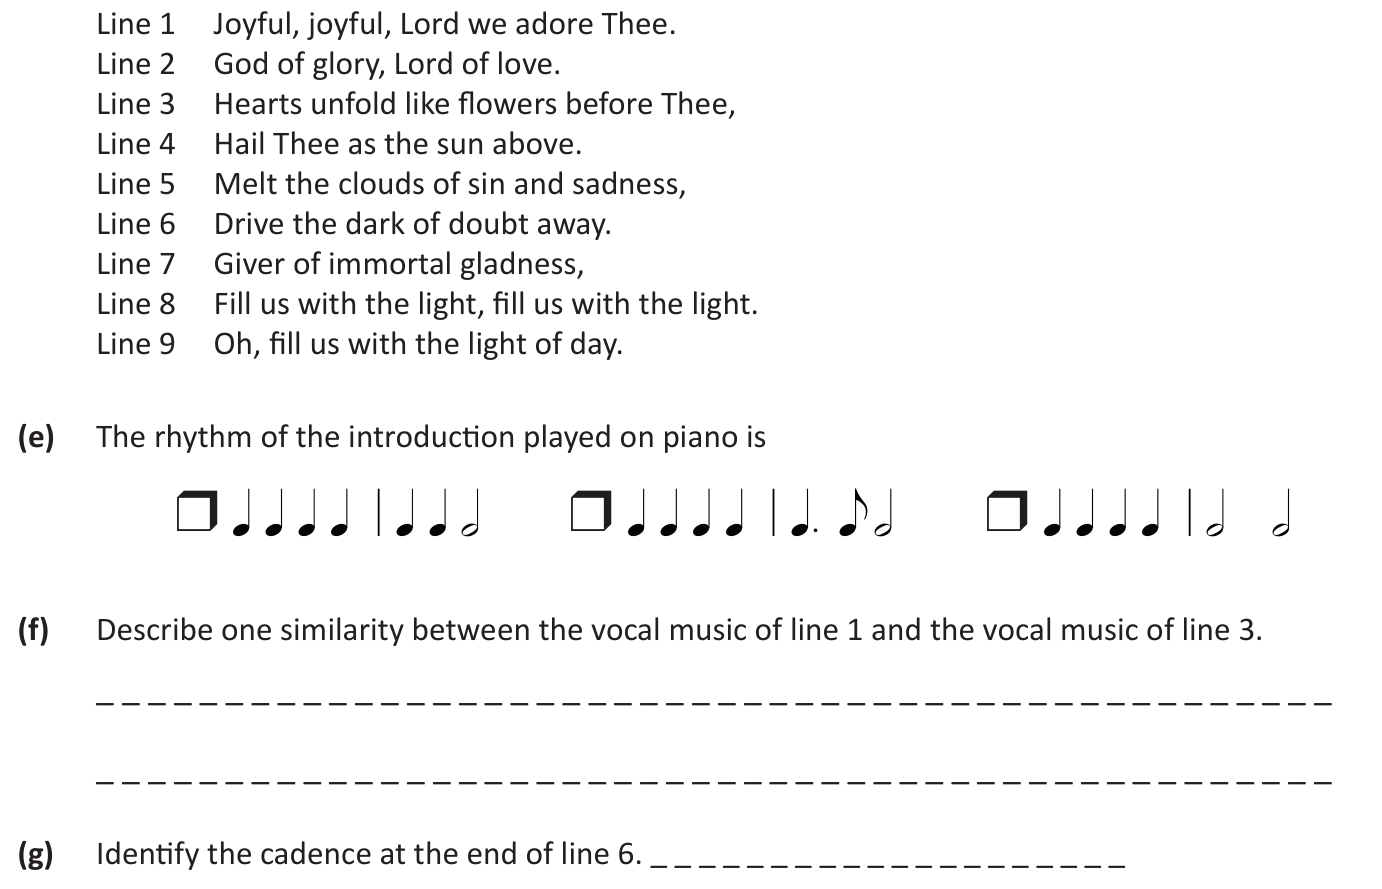 Line 1 Joyful, joyful, Lord we adore Thee.
Line 2 God of glory, Lord of love.
Line 3 Hearts unfold like flowers before Thee,
Line 4 Hail Thee as the sun above.
Line 5 Melt the clouds of sin and sadness,
Line 6 Drive the dark of doubt away.
Line 7 Giver of immortal gladness,
Line 8 Fill us with the light, fill us with the light.
Line 9 Oh, fill us with the light of day.
(e) The rhythm of the introduction played on piano is
(f) Describe one similarity between the vocal music of line 1 and the vocal music of line 3.
(g) Identify the cadence at the end of line 6.